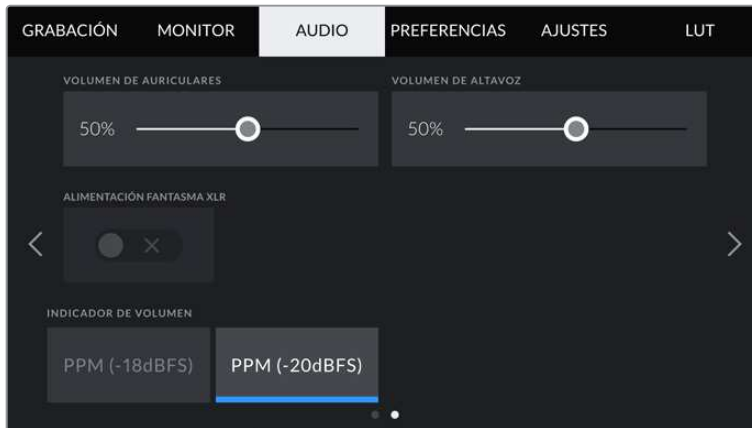 GRABACIÓN MONITOR AUDIO PREFERENCIAS AJUSTES LUT
VOLUMEN DE AURICULARES VOLUMEN DE ALTAVOZ
50% 50%
ALIMENTACIÓN FANTASMA XLR
INDICADOR DE VOLUMEN
PPM (-18dBFS) PPM (-20dBFS)